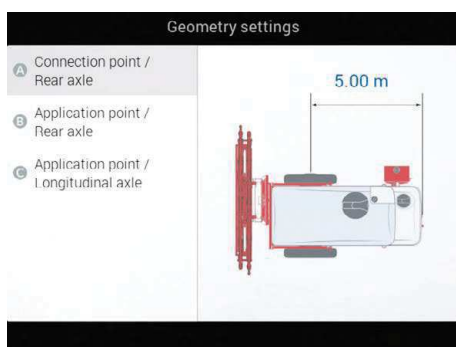 Geometry settings
A Connection point /
Rear axle
B Application point /
Rear axle
C Application point /
Longitudinal axle
5.00 m